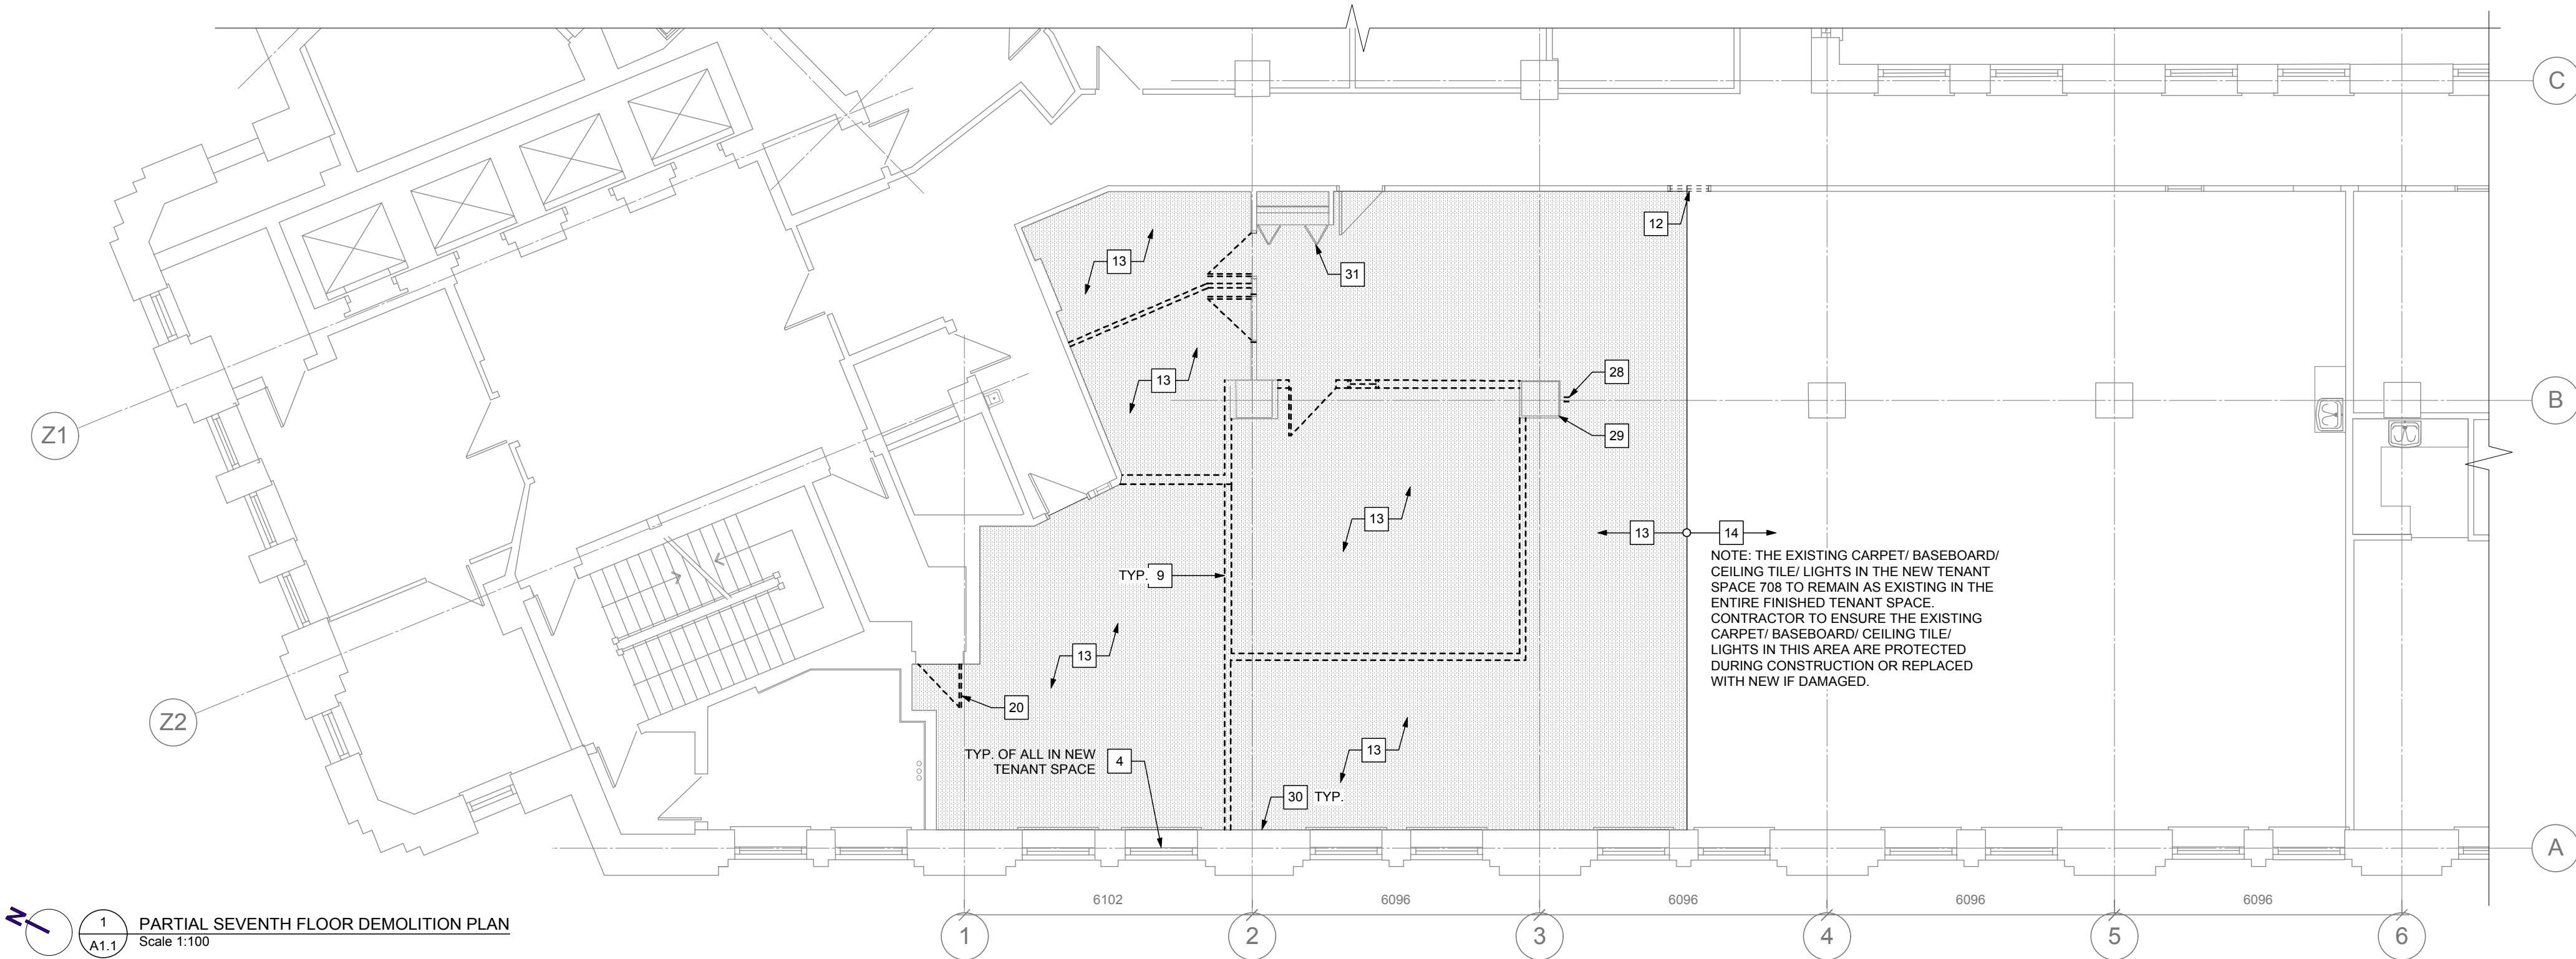 C
12
13
31
Z1
28
13
B
29
13
13
14
NOTE: THE EXISTING CARPET/ BASEBOARD/
CEILING TILE/ LIGHTS IN THE NEW TENANT
SPACE 708 TO REMAIN AS EXISTING IN THE
ENTIRE FINISHED TENANT SPACE.
CONTRACTOR TO ENSURE THE EXISTING
CARPET/ BASEBOARD/ CEILING TILE/
LIGHTS IN THIS AREA ARE PROTECTED
DURING CONSTRUCTION OR REPLACED
WITH NEW IF DAMAGED.
TYP. 9
13
20
Z2
TYP. OF ALL IN NEW
TENANT SPACE
4
13
30 TYP.
A
6102
6096
6096
6096
6096
N
1
A1.1
PARTIAL SEVENTH FLOOR DEMOLITION PLAN
Scale 1:100
1
2
3
4
5
6